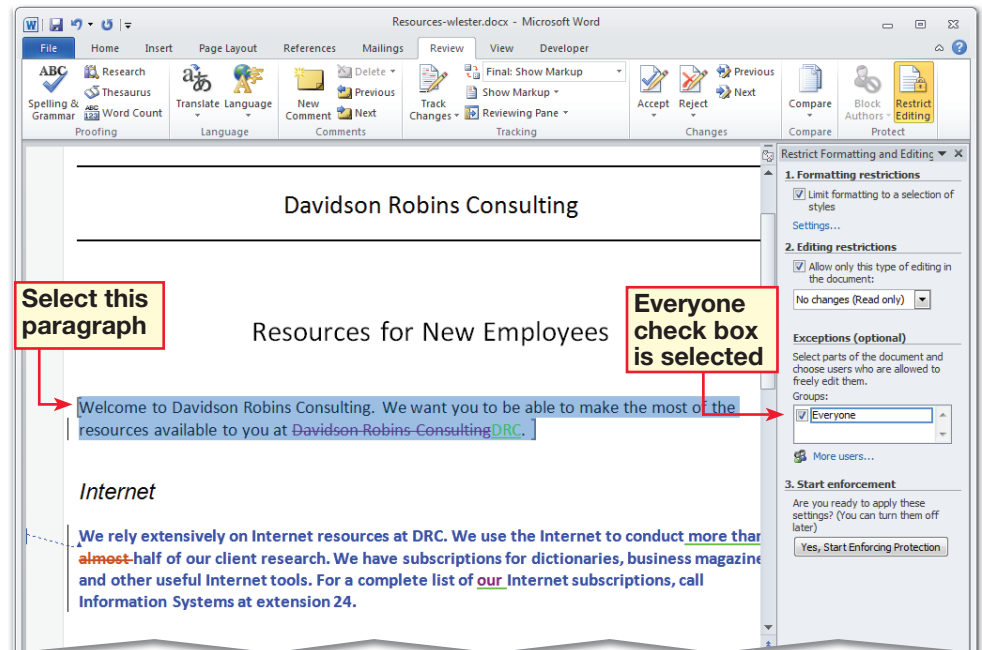 Resources-wlester.docx - Microsoft Word
File Home Insert Page Layout References Mailings Review View Developer
ABC Research
Thesaurus
Spelling & Grammar
ABC 123 Word Count
Proofing
Translate Language
Language
New Comment
Delete
Previous
Next
Comments
Track Changes
Final: Show Markup
Show Markup
Reviewing Pane
Tracking
Accept Reject
Previous
Next
Changes
Compare
Compare
Block Authors
Restrict Editing
Protect
Davidson Robins Consulting
Select this
paragraph
Resources for New Employees
Everyone
check box
is selected
Welcome to Davidson Robins Consulting. We want you to be able to make the most of the
resources available to you at Davidson Robins ConsultingDRC.
Internet
We rely extensively on Internet resources at DRC. We use the Internet to conduct more than
almost half of our client research. We have subscriptions for dictionaries, business magazine
and other useful Internet tools. For a complete list of our Internet subscriptions, call
Information Systems at extension 24.
Restrict Formatting and Editing
1. Formatting restrictions
Limit formatting to a selection of
styles
Settings...
2. Editing restrictions
Allow only this type of editing in
the document:
No changes (Read only)
Exceptions (optional)
Select parts of the document and
choose users who are allowed to
freely edit them.
Groups:
Everyone
More users...
3. Start enforcement
Are you ready to apply these
settings? (You can turn them off
later)
Yes, Start Enforcing Protection